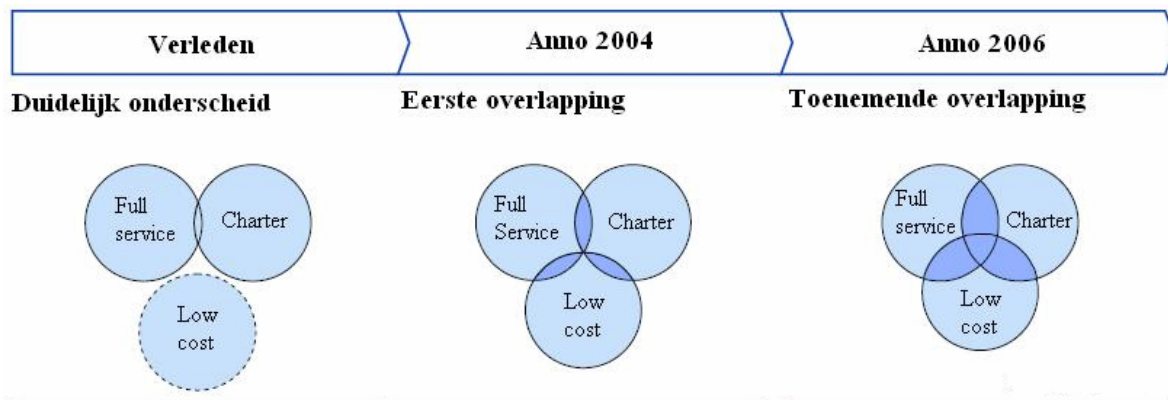 Verleden
Anno 2004
Anno 2006
Duidelijk onderscheid
Eerste overlapping
Toenemende overlapping
Full
service
Charter
Low
cost
Full
Service
Charter
Low
cost
Full
service
Charter
Low
cost